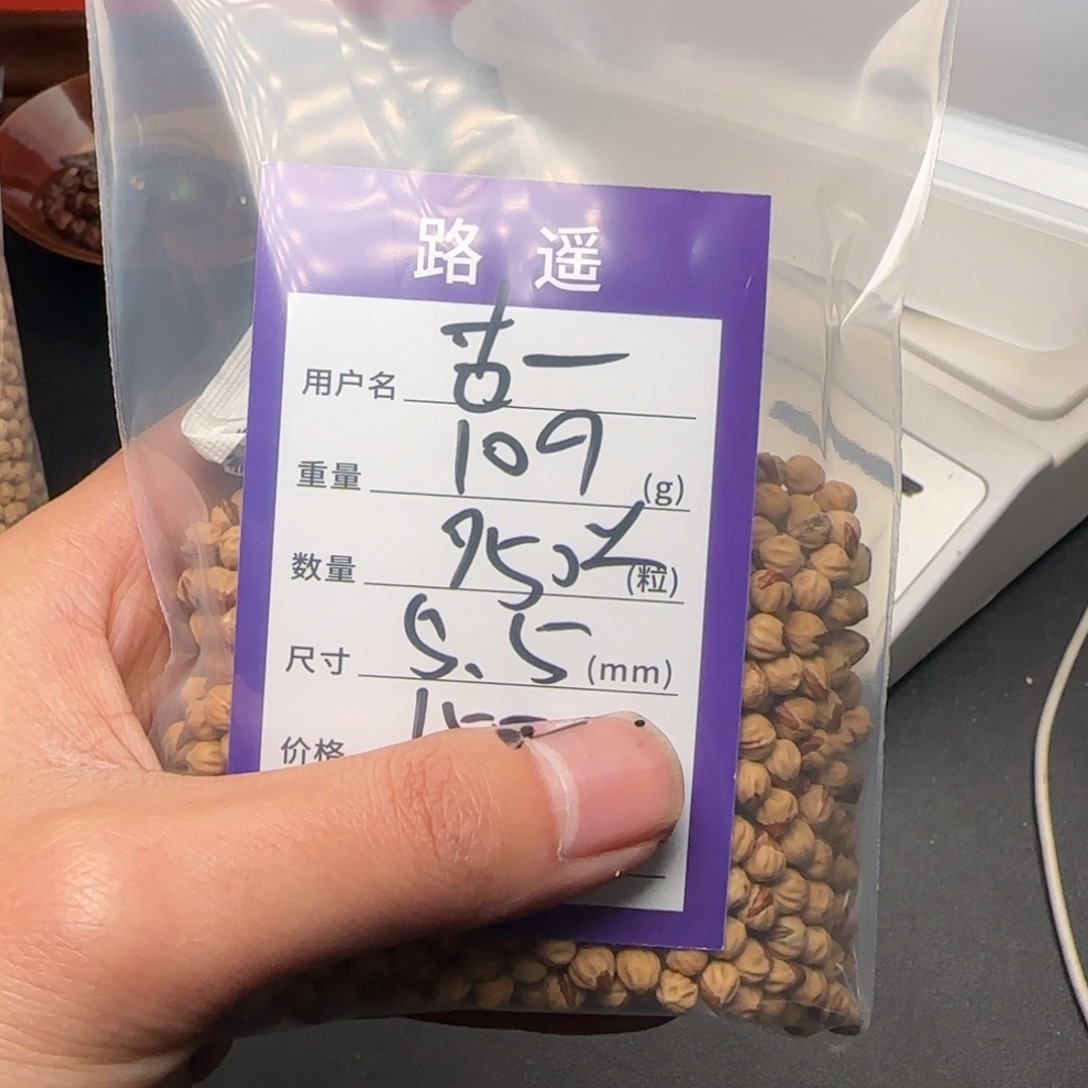 路遥
用户名 古一
重量 109 (g)
数量 950 (粒)
尺寸 5.5 (mm)
价格